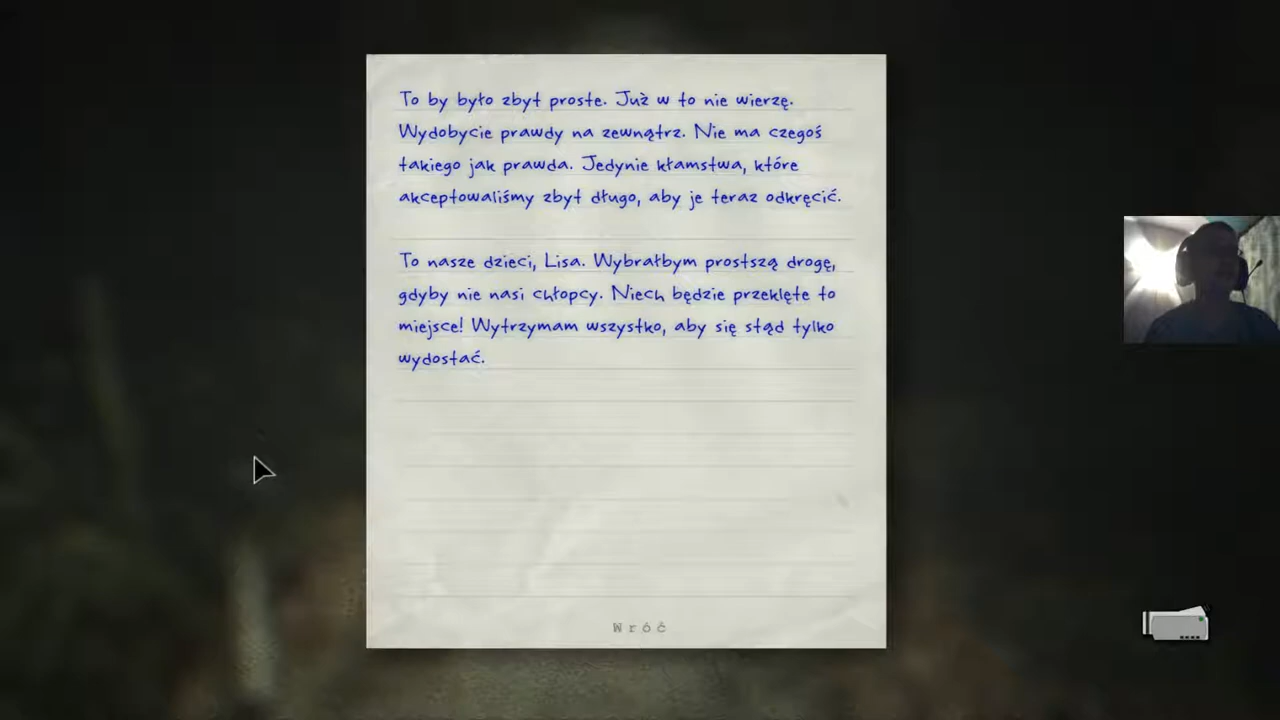 To by było zbyt proste. Już w to nie wierzę.
Wydobycie prawdy na zewnątrz. Nie ma czegoś
takiego jak prawda. Jedynie kłamstwa, które
akceptowaliśmy zbyt długo, aby je teraz odkręcić.
To nasze dzieci, Lisa. Wybrałbym prostszą drogę,
gdyby nie nasi chłopcy. Niech będzie przeklęte to
miejsce! Wytrzymam wszystko, aby się stąd tylko
wydostać.
Wróć